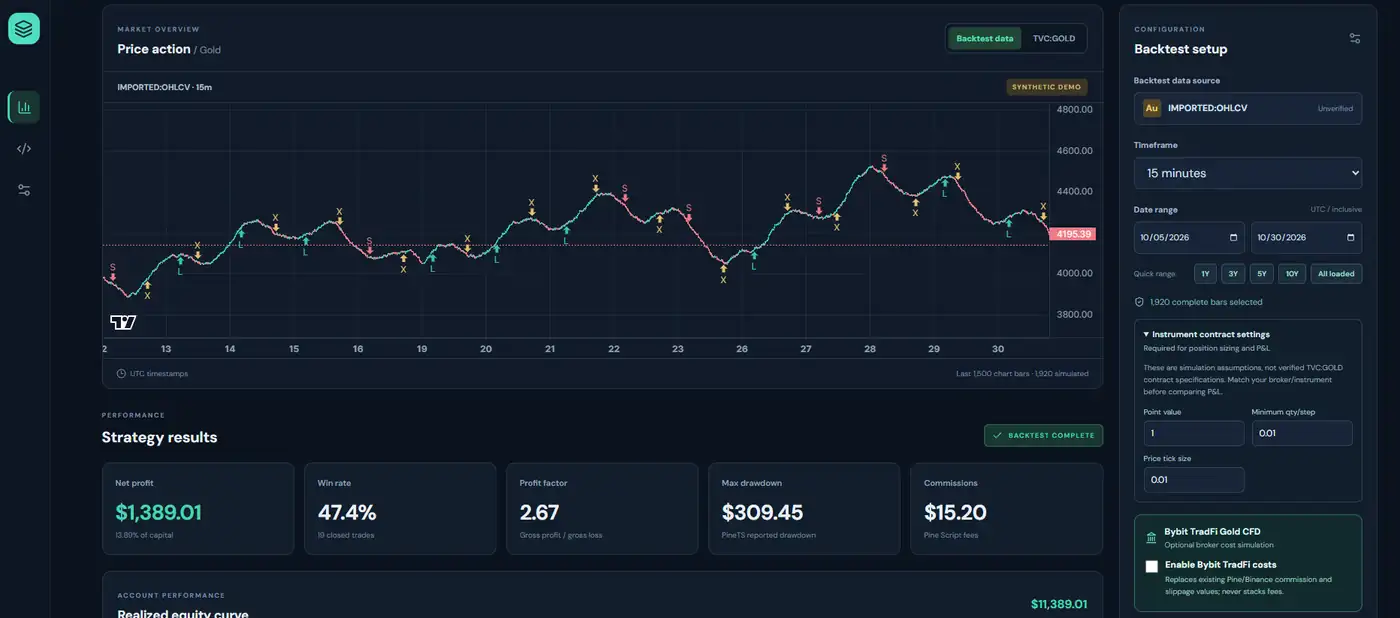 MARKET OVERVIEW
Price action / Gold
Backtest data
TVC:GOLD
IMPORTED:OHLCV · 15m
SYNTHETIC DEMO
4800.00
4600.00
4400.00
4195.39
4000.00
3800.00
S
X
L
X
L
X
L
X
S
X
L
X
L
X
L
X
S
X
S
X
L
X
S
X
S
X
L
X
L
X
2
13
14
15
16
19
20
21
22
23
26
27
28
29
30
UTC timestamps
Last 1,500 chart bars · 1,920 simulated
PERFORMANCE
Strategy results
BACKTEST COMPLETE
Net profit
$1,389.01
13.89% of capital
Win rate
47.4%
19 closed trades
Profit factor
2.67
Gross profit / gross loss
Max drawdown
$309.45
PineTS reported drawdown
Commissions
$15.20
Pine Script fees
ACCOUNT PERFORMANCE
Realized equity curve
$11,389.01
CONFIGURATION
Backtest setup
Backtest data source
Au
IMPORTED:OHLCV
Unverified
Timeframe
15 minutes
Date range
UTC / inclusive
10/05/2026
10/30/2026
Quick range
1Y
3Y
5Y
10Y
All loaded
1,920 complete bars selected
Instrument contract settings
Required for position sizing and P&L
These are simulation assumptions, not verified TVC:GOLD
contract specifications. Match your broker/instrument
before comparing P&L.
Point value
Minimum qty/step
1
0.01
Price tick size
0.01
Bybit TradFi Gold CFD
Optional broker cost simulation
Enable Bybit TradFi costs
Replaces existing Pine/Binance commission and
slippage values; never stacks fees.